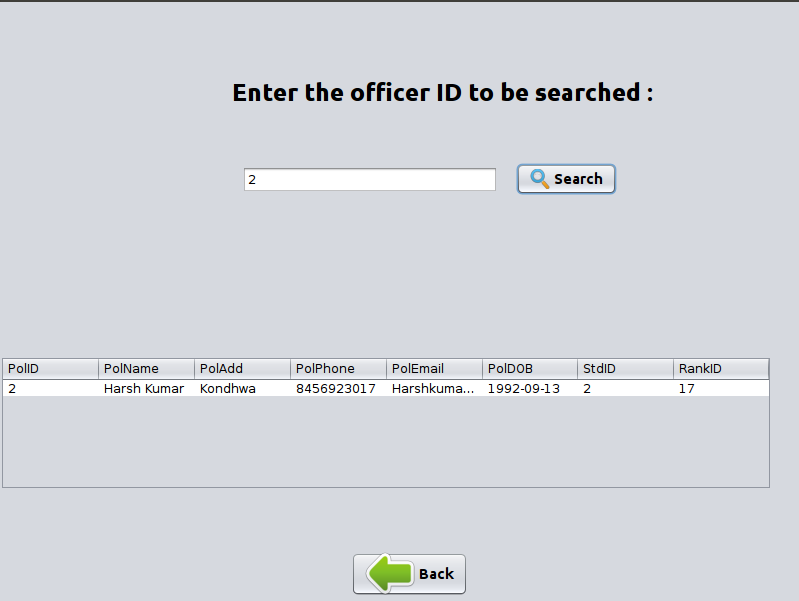 Enter the officer ID to be searched :
2
Search
PolID PolName PolAdd PolPhone PolEmail PolDOB StdID RankID
2 Harsh Kumar Kondhwa 8456923017 Harshkuma... 1992-09-13 2 17
Back